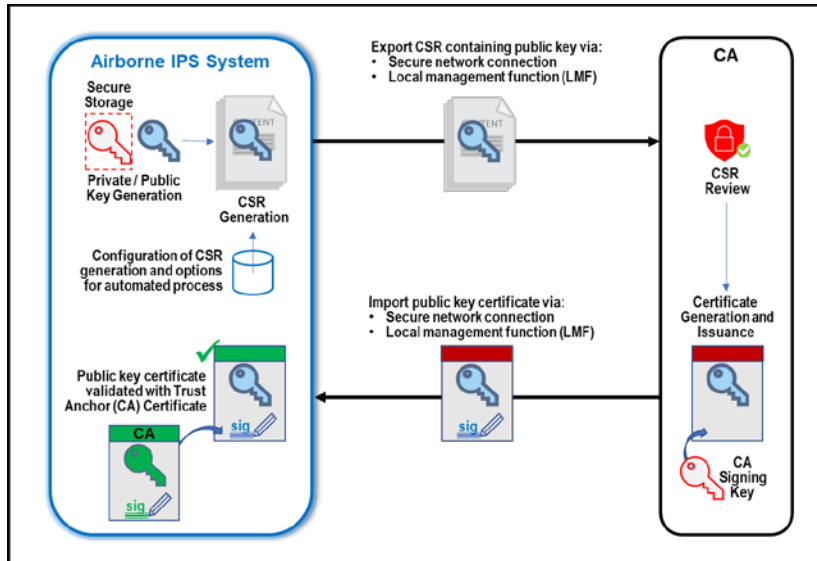 Airborne IPS System
Secure
Storage
Private / Public
Key Generation
CONTENT
CSR
Generation
Configuration of CSR
generation and options
for automated process
Public key certificate
validated with Trust
Anchor (CA) Certificate
CA
sig
sig
Export CSR containing public key via:
• Secure network connection
• Local management function (LMF)
CONTENT
Import public key certificate via:
• Secure network connection
• Local management function (LMF)
sig
CA
CSR
Review
Certificate
Generation and
Issuance
CA
Signing
Key